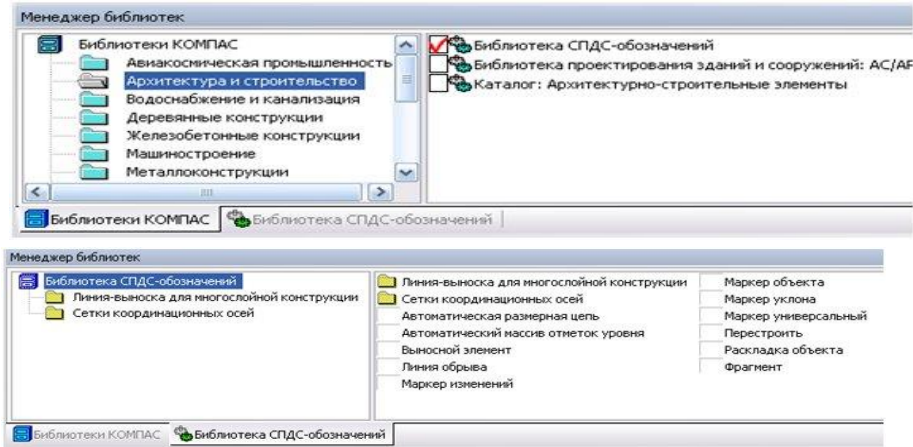 Менеджер библиотек
Библиотеки КОМПАС
Авиакосмическая промышленность
Архитектура и строительство
Водоснабжение и канализация
Деревянные конструкции
Железобетонные конструкции
Машиностроение
Металлоконструкции
Библиотека СПДС-обозначений
Библиотека проектирования зданий и сооружений: АС/АР
Каталог: Архитектурно-строительные элементы
Библиотеки КОМПАС
Библиотека СПДС-обозначений
Менеджер библиотек
Библиотека СПДС-обозначений
Линия-выноска для многослойной конструкции
Сетки координационных осей
Линия-выноска для многослойной конструкции
Сетки координационных осей
Автоматическая размерная цепь
Автоматический массив отметок уровня
Выносной элемент
Линия обрыва
Маркер изменений
Маркер объекта
Маркер уклона
Маркер универсальный
Перестроить
Раскладка объекта
Фрагмент
Библиотеки КОМПАС
Библиотека СПДС-обозначений